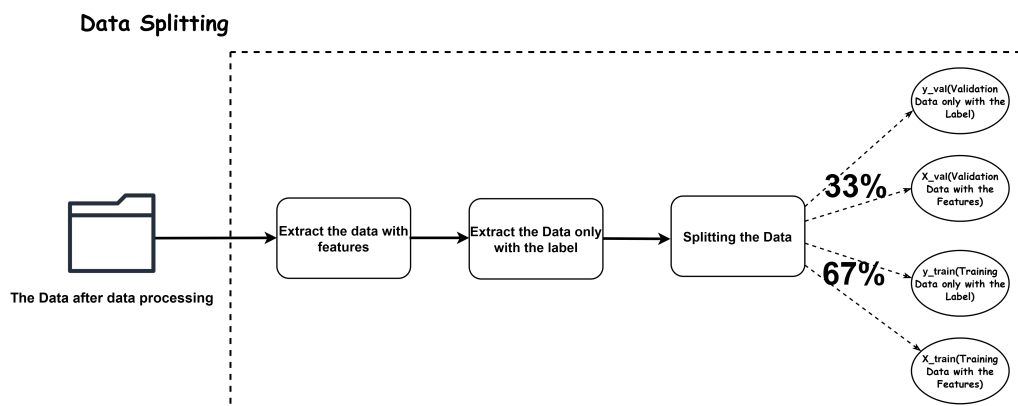 Data Splitting
y_val(Validation
Data only with the
Label)
X_val(Validation
Data with the
Features)
33%
Extract the data with
features
Extract the Data only
with the label
Splitting the Data
67%
y_train(Training
Data only with the
Label)
The Data after data processing
X_train(Training
Data with the
Features)